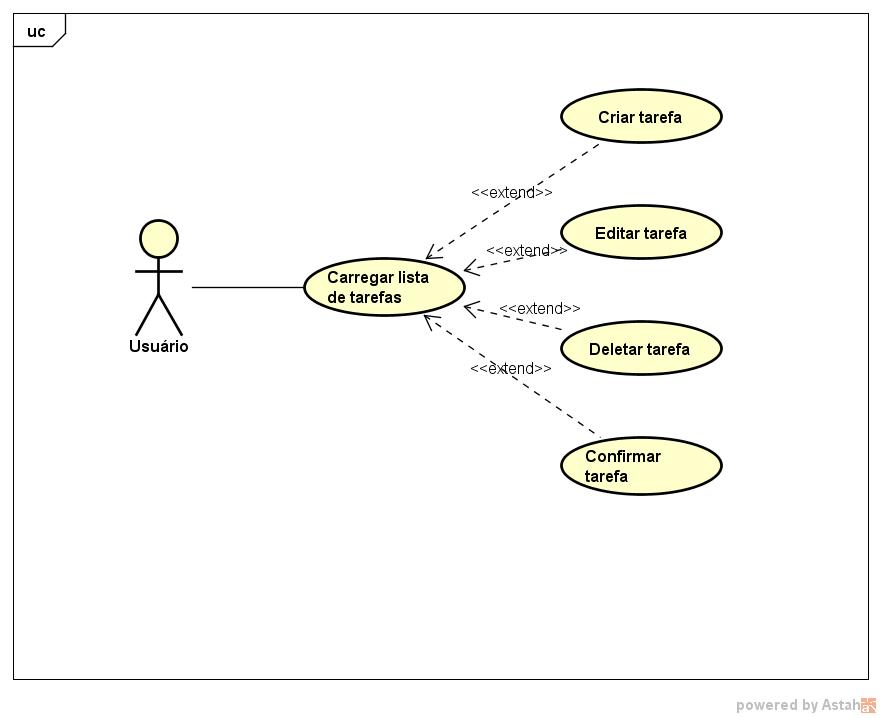 uc
Criar tarefa
<<extend>>
Editar tarefa
<<extend>>
Carregar lista
de tarefas
<<extend>>
Usuário
Deletar tarefa
<<extend>>
Confirmar
tarefa
powered by Astah